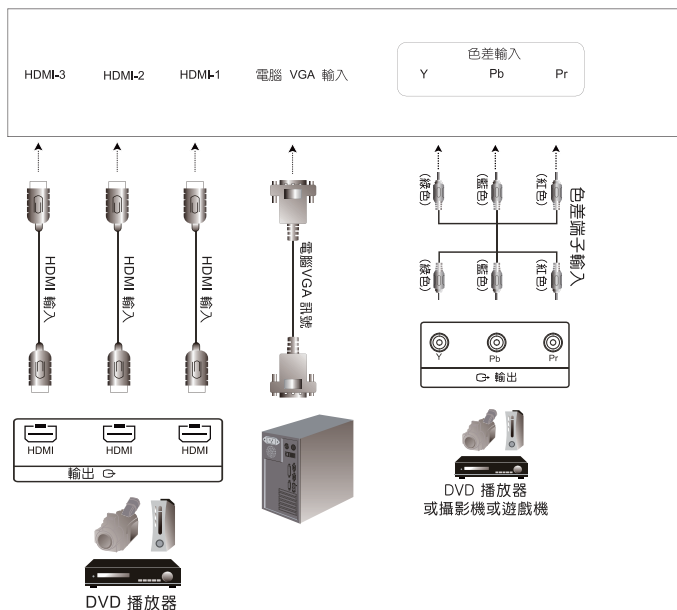 色差輸入
HDMI-3 HDMI-2 HDMI-1 電腦 VGA 輸入 Y Pb Pr
(綠色) (藍色) (紅色)
色差端子輸入
HDMI 輸入 HDMI 輸入 HDMI 輸入 電腦VGA 訊號
(綠色) (藍色) (紅色)
Y Pb Pr
輸出
HDMI HDMI HDMI
輸出
DVD 播放器
或攝影機或遊戲機
DVD 播放器